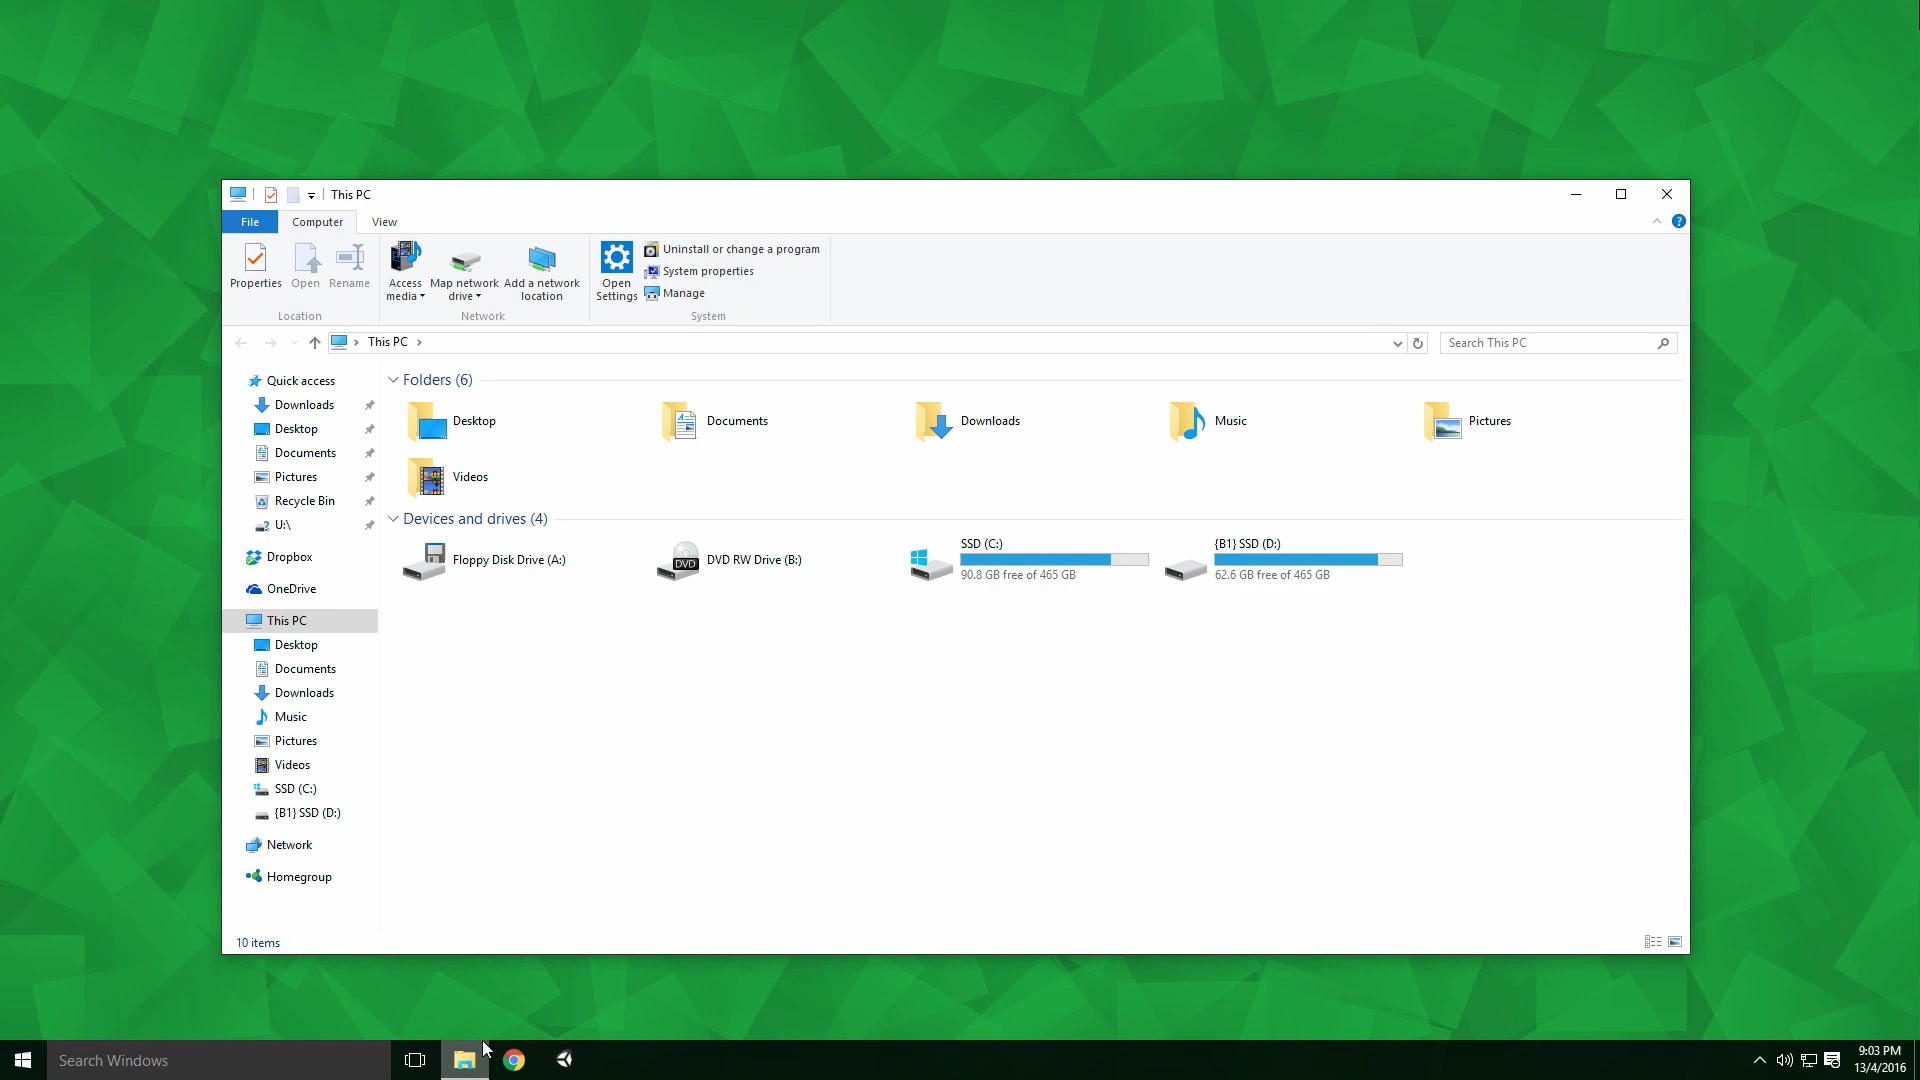 This PC
File
Computer
View
Properties
Open
Rename
Access
media
Map network
drive
Add a network
location
Open
Settings
Uninstall or change a program
System properties
Manage
Location
Network
System
This PC
Search This PC
Quick access
Downloads
Desktop
Documents
Pictures
Recycle Bin
U:\
Dropbox
OneDrive
This PC
Desktop
Documents
Downloads
Music
Pictures
Videos
SSD (C:)
{B1} SSD (D:)
Network
Homegroup
Folders (6)
Desktop
Documents
Downloads
Music
Pictures
Videos
Devices and drives (4)
Floppy Disk Drive (A:)
DVD
DVD RW Drive (B:)
SSD (C:)
90.8 GB free of 465 GB
{B1} SSD (D:)
62.6 GB free of 465 GB
10 items
Search Windows
9:03 PM
13/4/2016